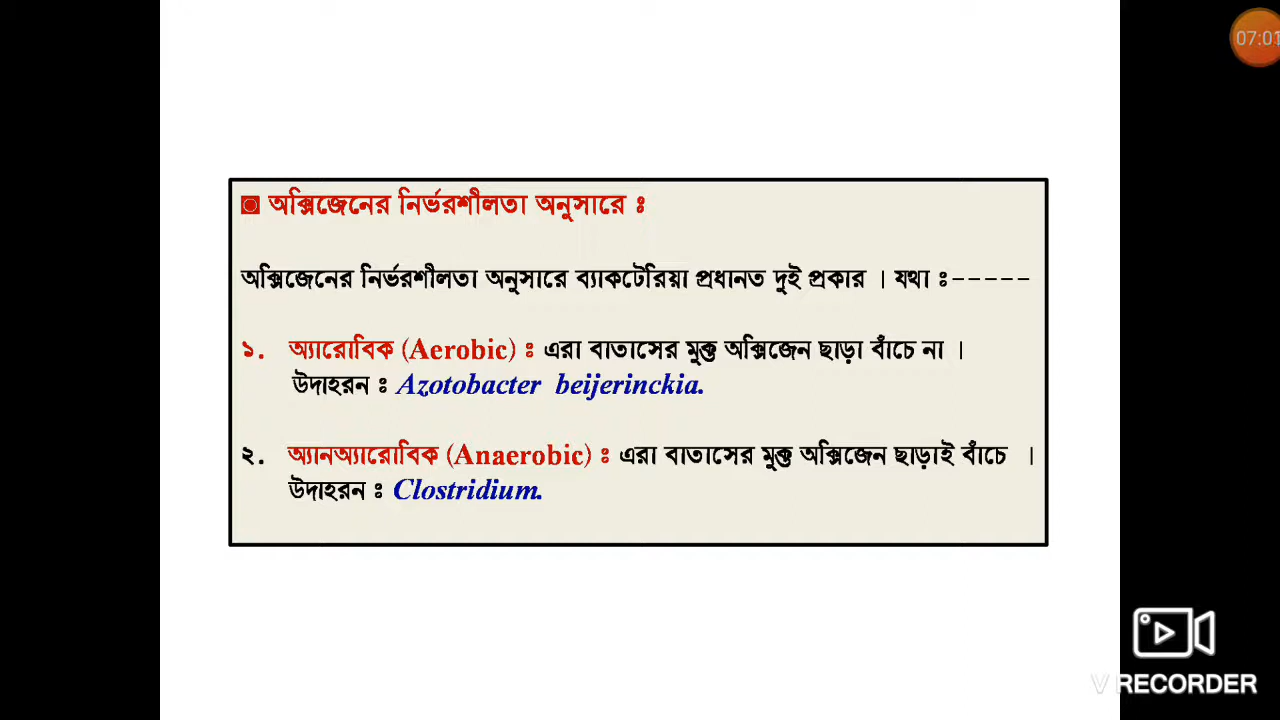 07:01
◙ অক্সিজেনের নির্ভরশীলতা অনুসারে ঃ
অক্সিজেনের নির্ভরশীলতা অনুসারে ব্যাকটেরিয়া প্রধানত দুই প্রকার । যথা ঃ-----
১. অ্যারোবিক (Aerobic) ঃ এরা বাতাসের মুক্ত অক্সিজেন ছাড়া বাঁচে না ।
উদাহরন ঃ Azotobacter beijerinckia.
২. অ্যানঅ্যারোবিক (Anaerobic) ঃ এরা বাতাসের মুক্ত অক্সিজেন ছাড়াই বাঁচে ।
উদাহরন ঃ Clostridium.
V RECORDER